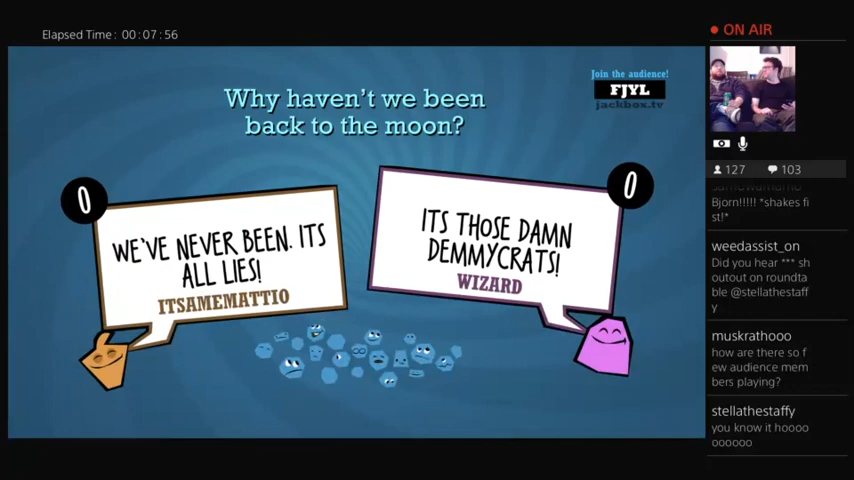 Elapsed Time : 00:07:56
ON AIR
Join the audience!
FJYL
jackbox.tv
Why haven't we been
back to the moon?
0
WE'VE NEVER BEEN. ITS
ALL LIES!
ITSAMEMATTIO
0
ITS THOSE DAMN
DEMMYCRATS!
WIZARD
127
103
Bjorn!!!!! *shakes fi
st!*
weedassist_on
Did you hear *** sh
outout on roundta
ble @stellathestaff
y
muskrathooo
how are there so f
ew audience mem
bers playing?
stellathestaffy
you know it hoooo
oooooo